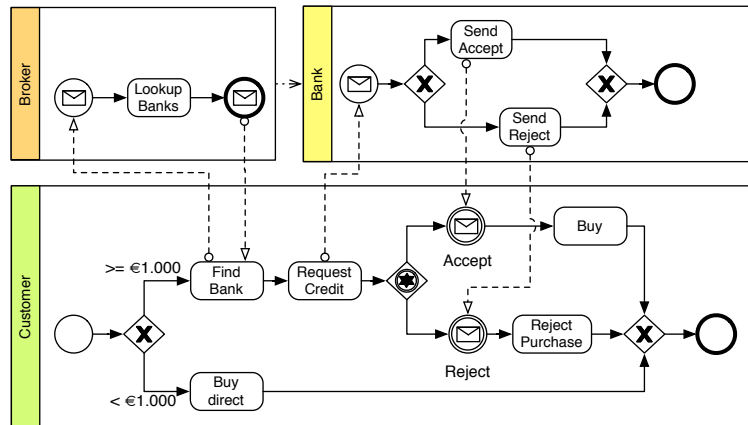 Broker
Lookup
Banks
Bank
Send
Accept
Send
Reject
Customer
>= €1.000
Find
Bank
Request
Credit
Accept
Buy
Reject
Reject
Purchase
< €1.000
Buy
direct